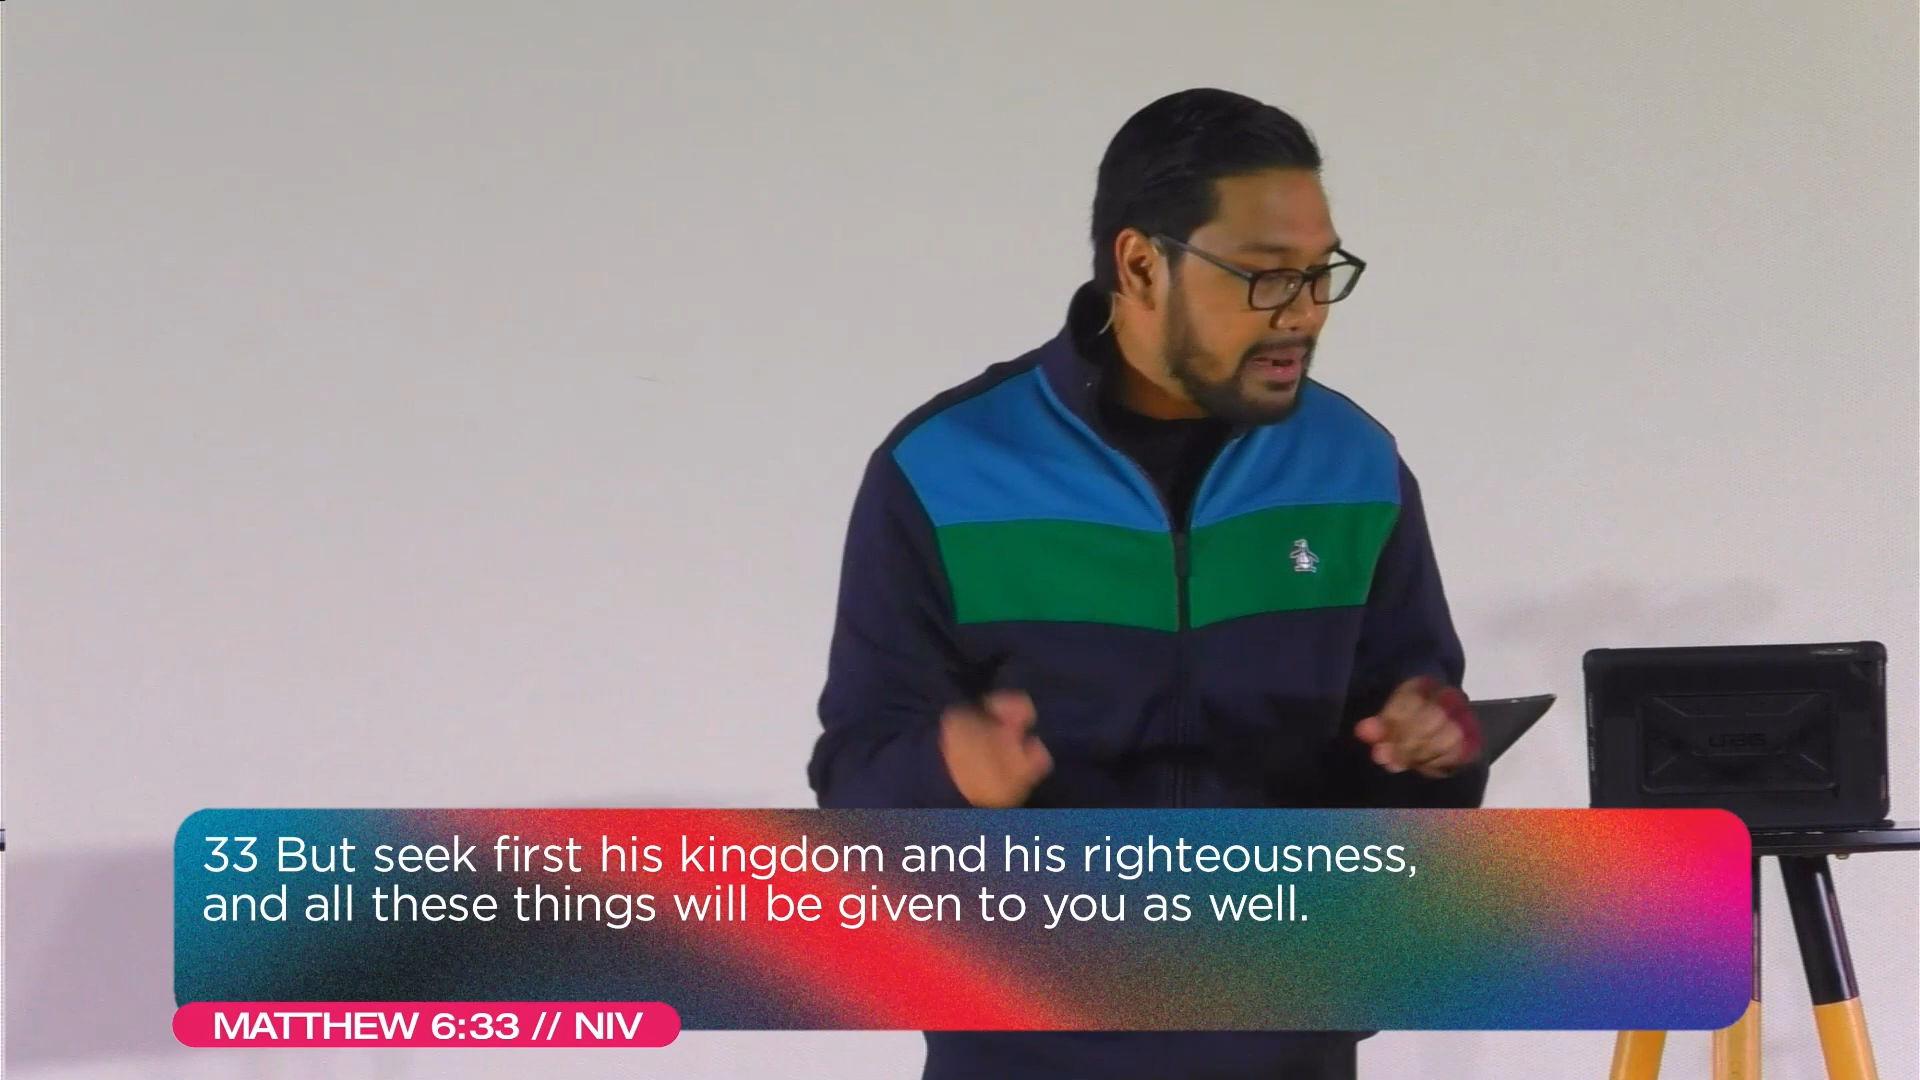 33 But seek first his kingdom and his righteousness,
and all these things will be given to you as well.
MATTHEW 6:33 // NIV
UAG